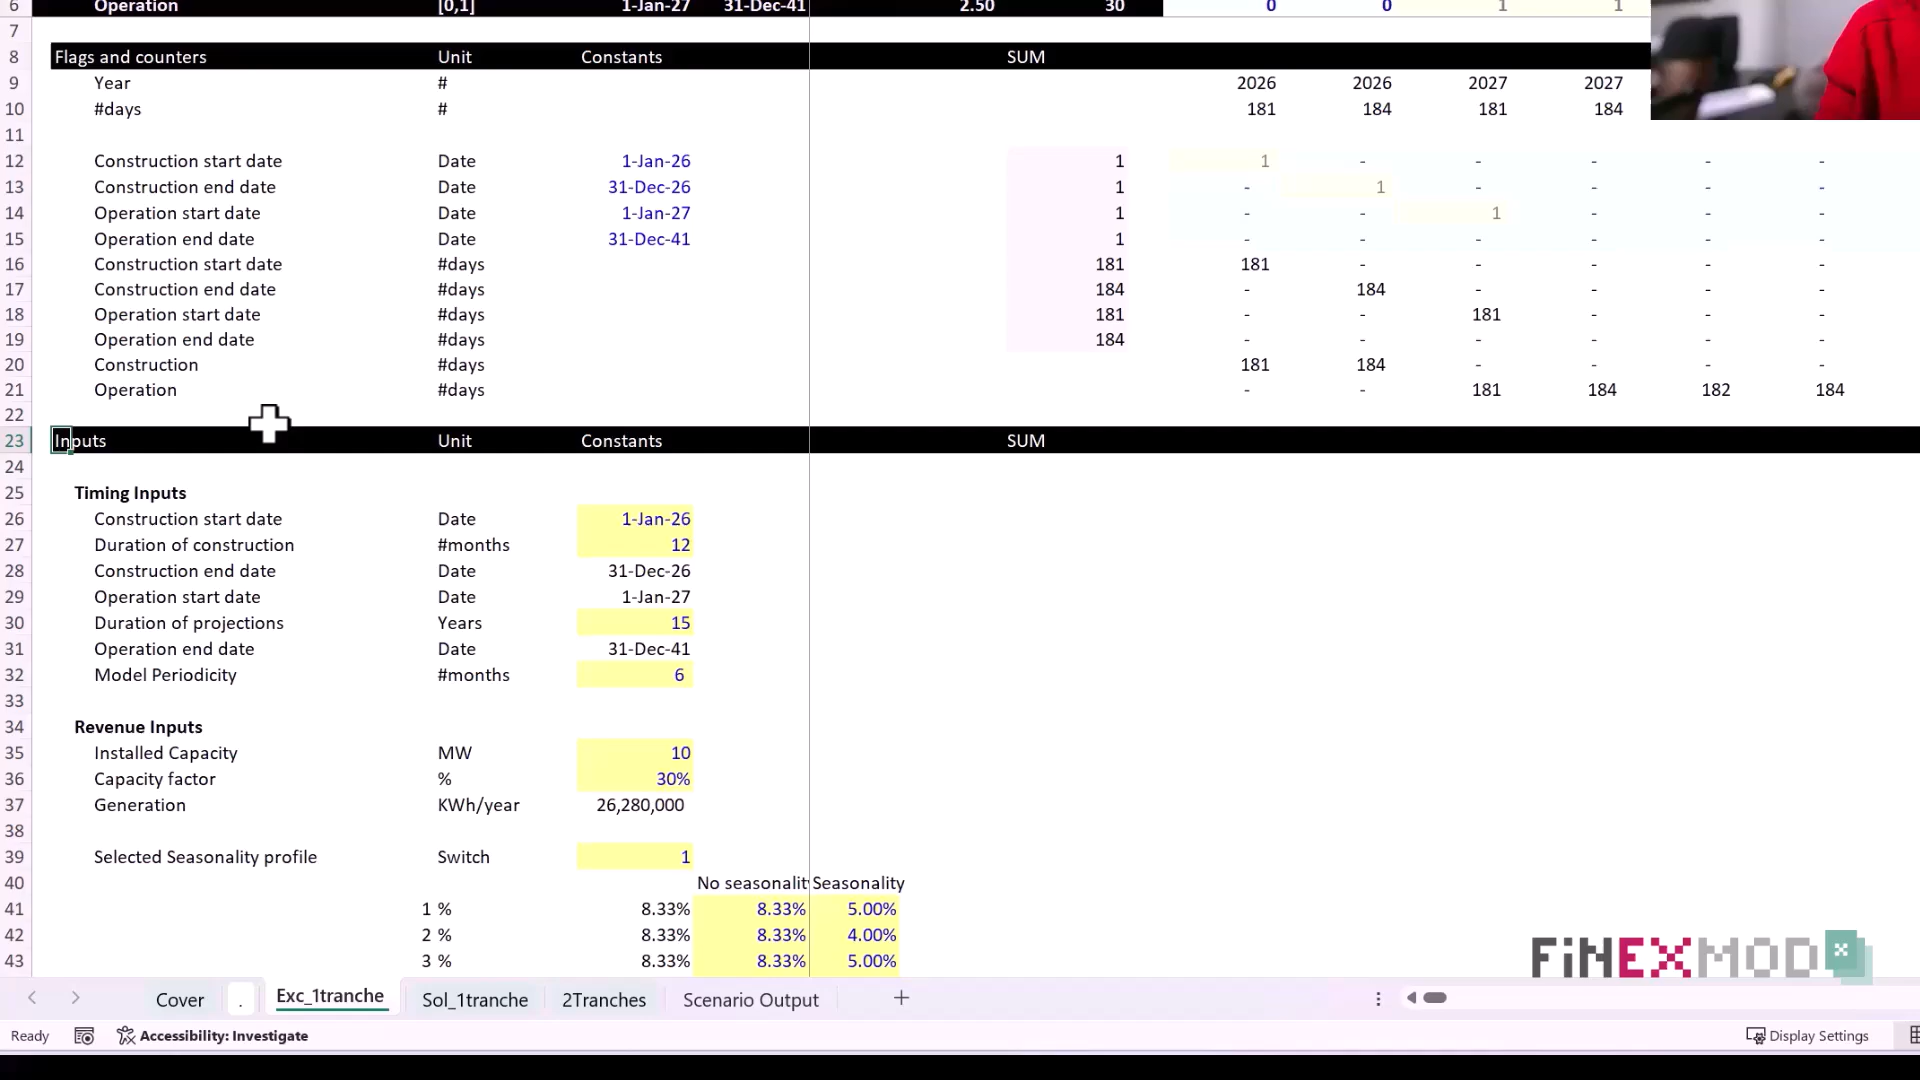 6 Operation [0,1] 1-Jan-27 31-Dec-41 2.50 30 0 0 1 1
7
8 Flags and counters Unit Constants SUM
9 Year # 2026 2026 2027 2027
10 #days # 181 184 181 184
11
12 Construction start date Date 1-Jan-26 1 1 - - - - -
13 Construction end date Date 31-Dec-26 1 - 1 - - - -
14 Operation start date Date 1-Jan-27 1 - - 1 - - -
15 Operation end date Date 31-Dec-41 1 - - - - - -
16 Construction start date #days 181 181 - - - - -
17 Construction end date #days 184 - 184 - - - -
18 Operation start date #days 181 - - 181 - - -
19 Operation end date #days 184 - - - - - -
20 Construction #days 181 184 - - - -
21 Operation #days - - 181 184 182 184
22
23 Inputs Unit Constants SUM
24
25 Timing Inputs
26 Construction start date Date 1-Jan-26
27 Duration of construction #months 12
28 Construction end date Date 31-Dec-26
29 Operation start date Date 1-Jan-27
30 Duration of projections Years 15
31 Operation end date Date 31-Dec-41
32 Model Periodicity #months 6
33
34 Revenue Inputs
35 Installed Capacity MW 10
36 Capacity factor % 30%
37 Generation KWh/year 26,280,000
38
39 Selected Seasonality profile Switch 1
40 No seasonalit Seasonality
41 1 % 8.33% 8.33% 5.00%
42 2 % 8.33% 8.33% 4.00%
43 3 % 8.33% 8.33% 5.00%
FINEXMOD
Cover . Exc_1tranche Sol_1tranche 2Tranches Scenario Output
Ready Accessibility: Investigate Display Settings